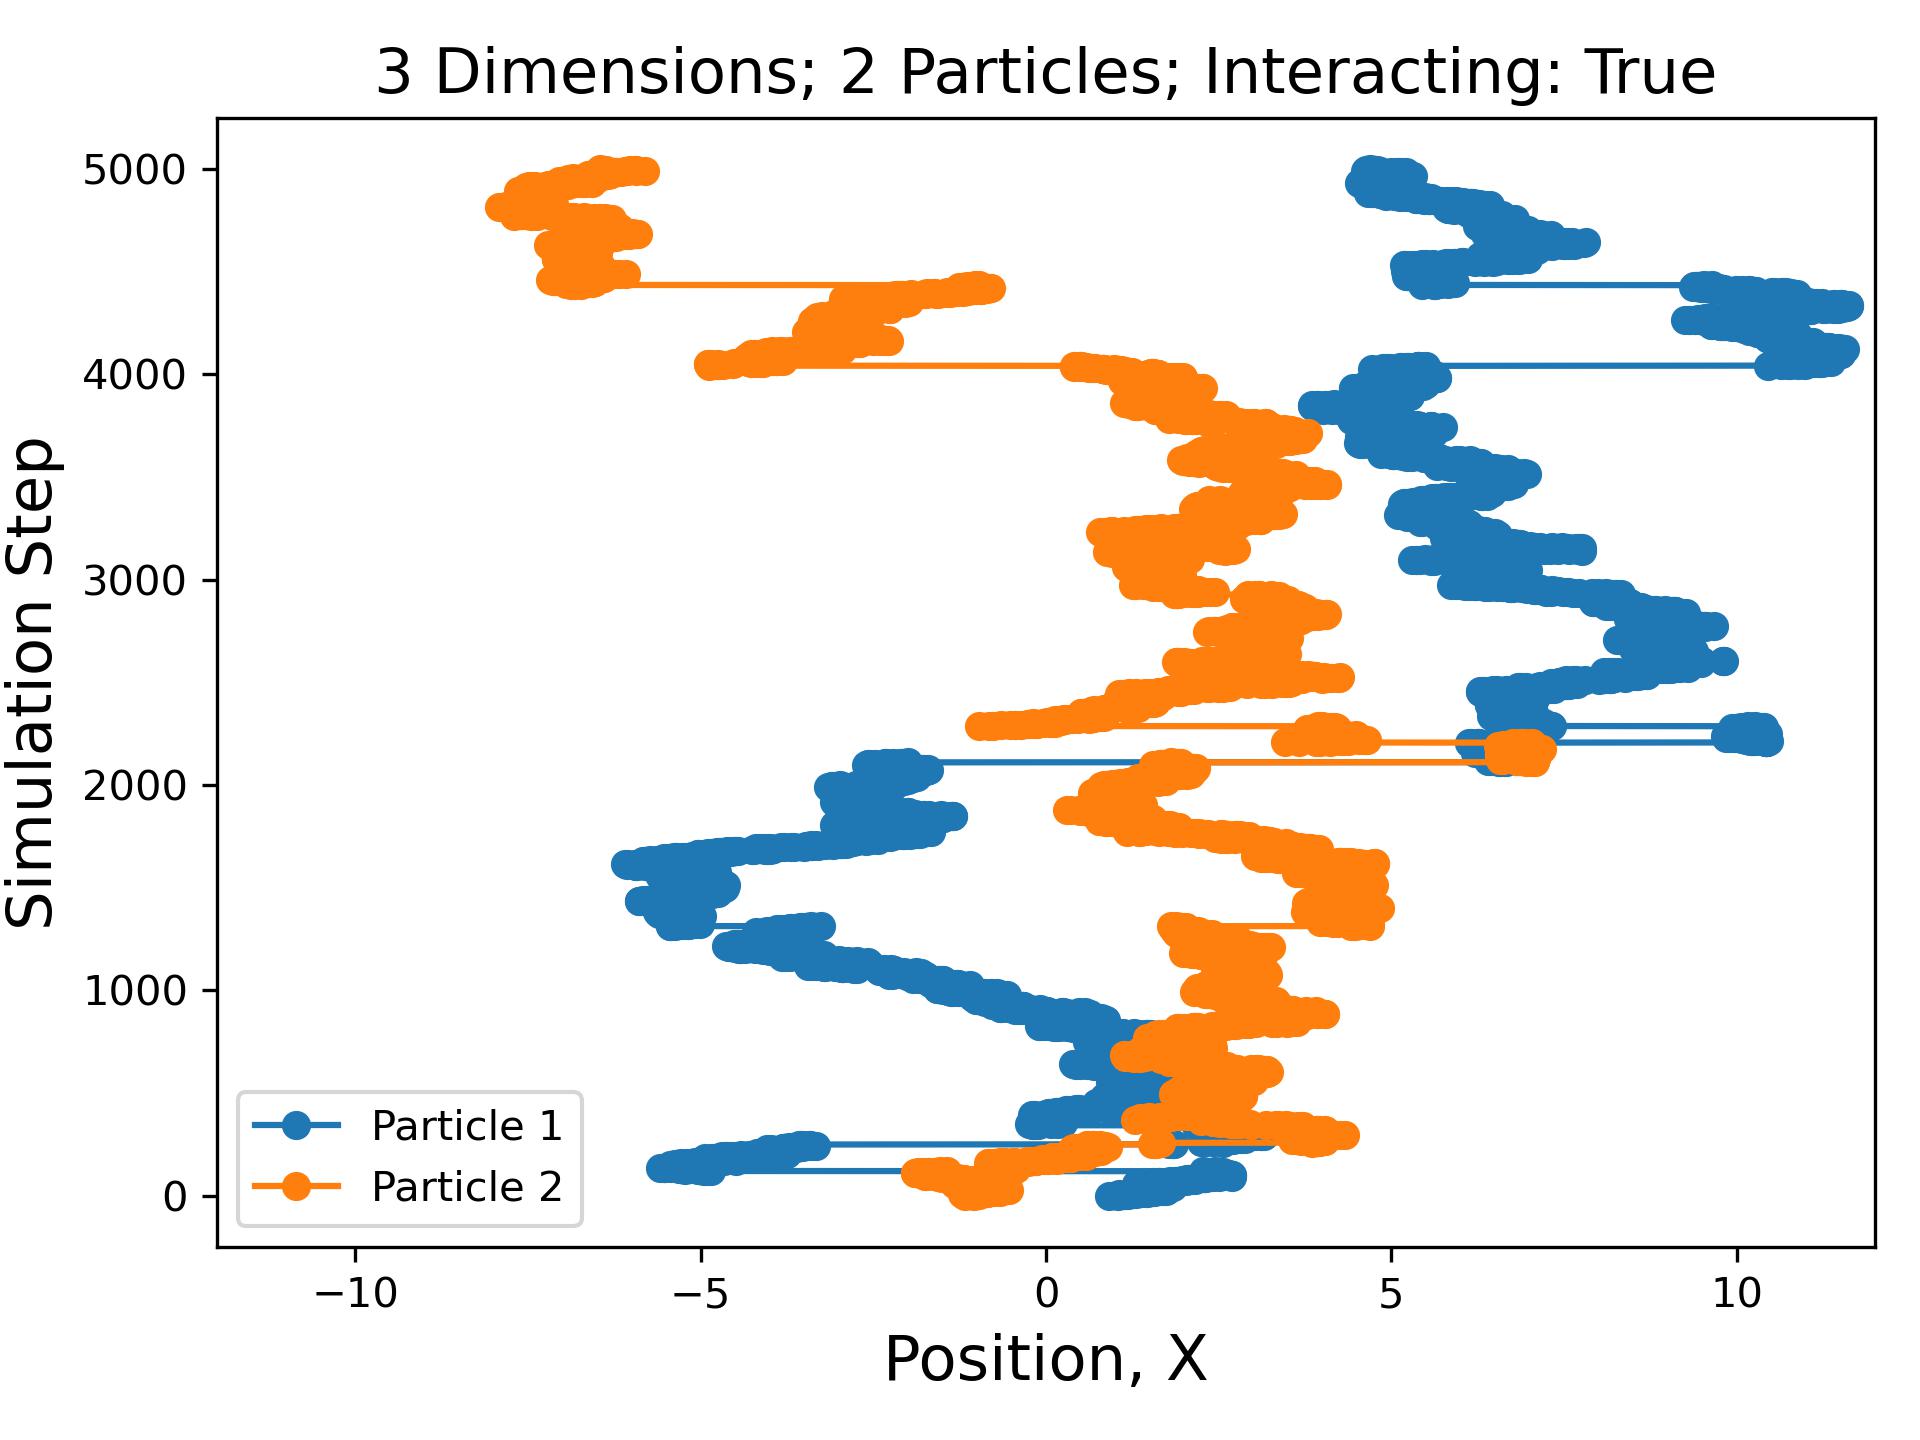 3 Dimensions; 2 Particles; Interacting: True
Simulation Step
5000
4000
3000
2000
1000
0
Particle 1
Particle 2
−10
−5
0
5
10
Position, X